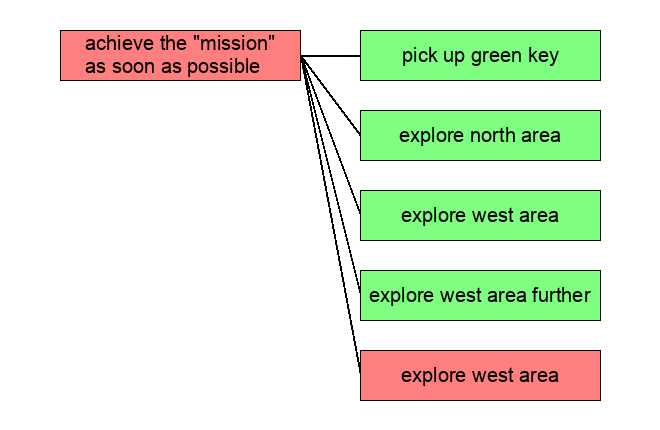 achieve the "mission"
as soon as possible
pick up green key
explore north area
explore west area
explore west area further
explore west area